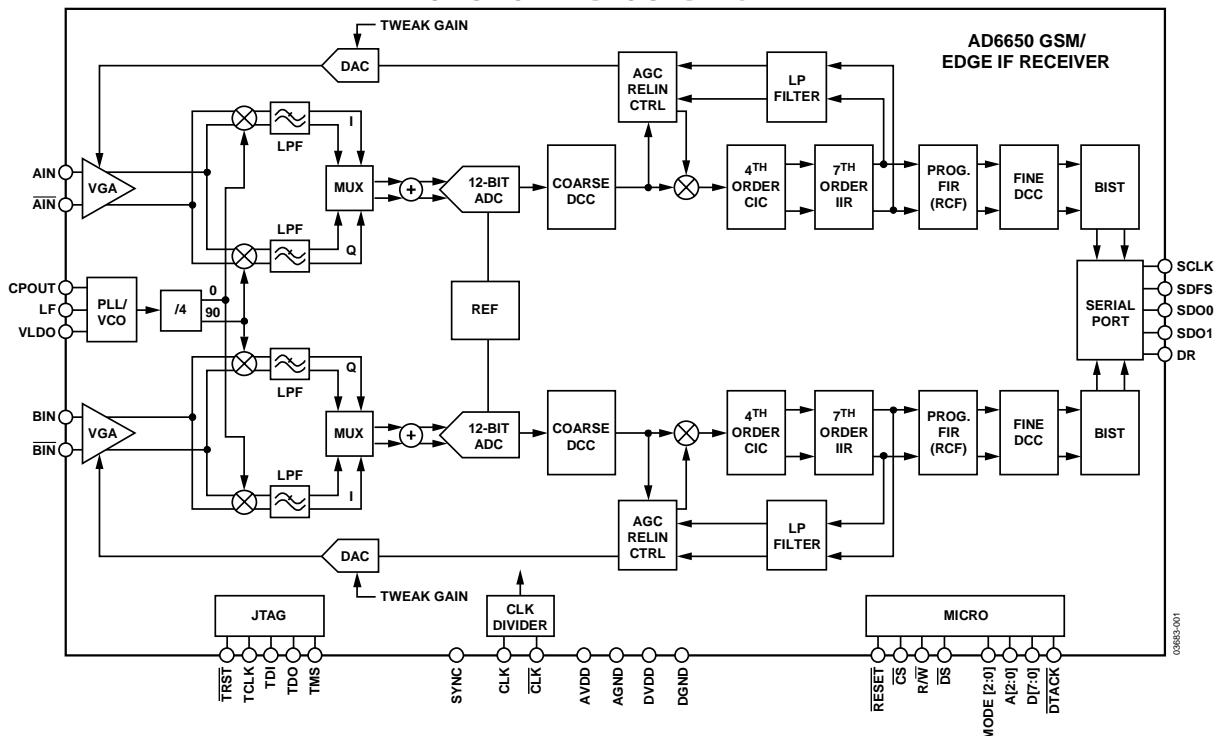 TWEAK GAIN
DAC
AGC
RELIN
CTRL
LP
FILTER
AD6650 GSM/
EDGE IF RECEIVER
LPF
I
AIN
AIN
VGA
MUX
+
12-BIT
ADC
COARSE
DCC
4TH
ORDER
CIC
7TH
ORDER
IIR
PROG.
FIR
(RCF)
FINE
DCC
BIST
LPF
Q
CPOUT
LF
VLDO
PLL/
VCO
/4
0
90
REF
SERIAL
PORT
SCLK
SDFS
SDO0
SDO1
DR
LPF
Q
BIN
BIN
VGA
MUX
+
12-BIT
ADC
COARSE
DCC
4TH
ORDER
CIC
7TH
ORDER
IIR
PROG.
FIR
(RCF)
FINE
DCC
BIST
LPF
I
AGC
RELIN
CTRL
LP
FILTER
DAC
TWEAK GAIN
JTAG
CLK
DIVIDER
MICRO
TRST
TCLK
TDI
TDO
TMS
SYNC
CLK
CLK
AVDD
AGND
DVDD
DGND
RESET
CS
R/W
DS
MODE [2:0]
A[2:0]
D[7:0]
DTACK
03683-001